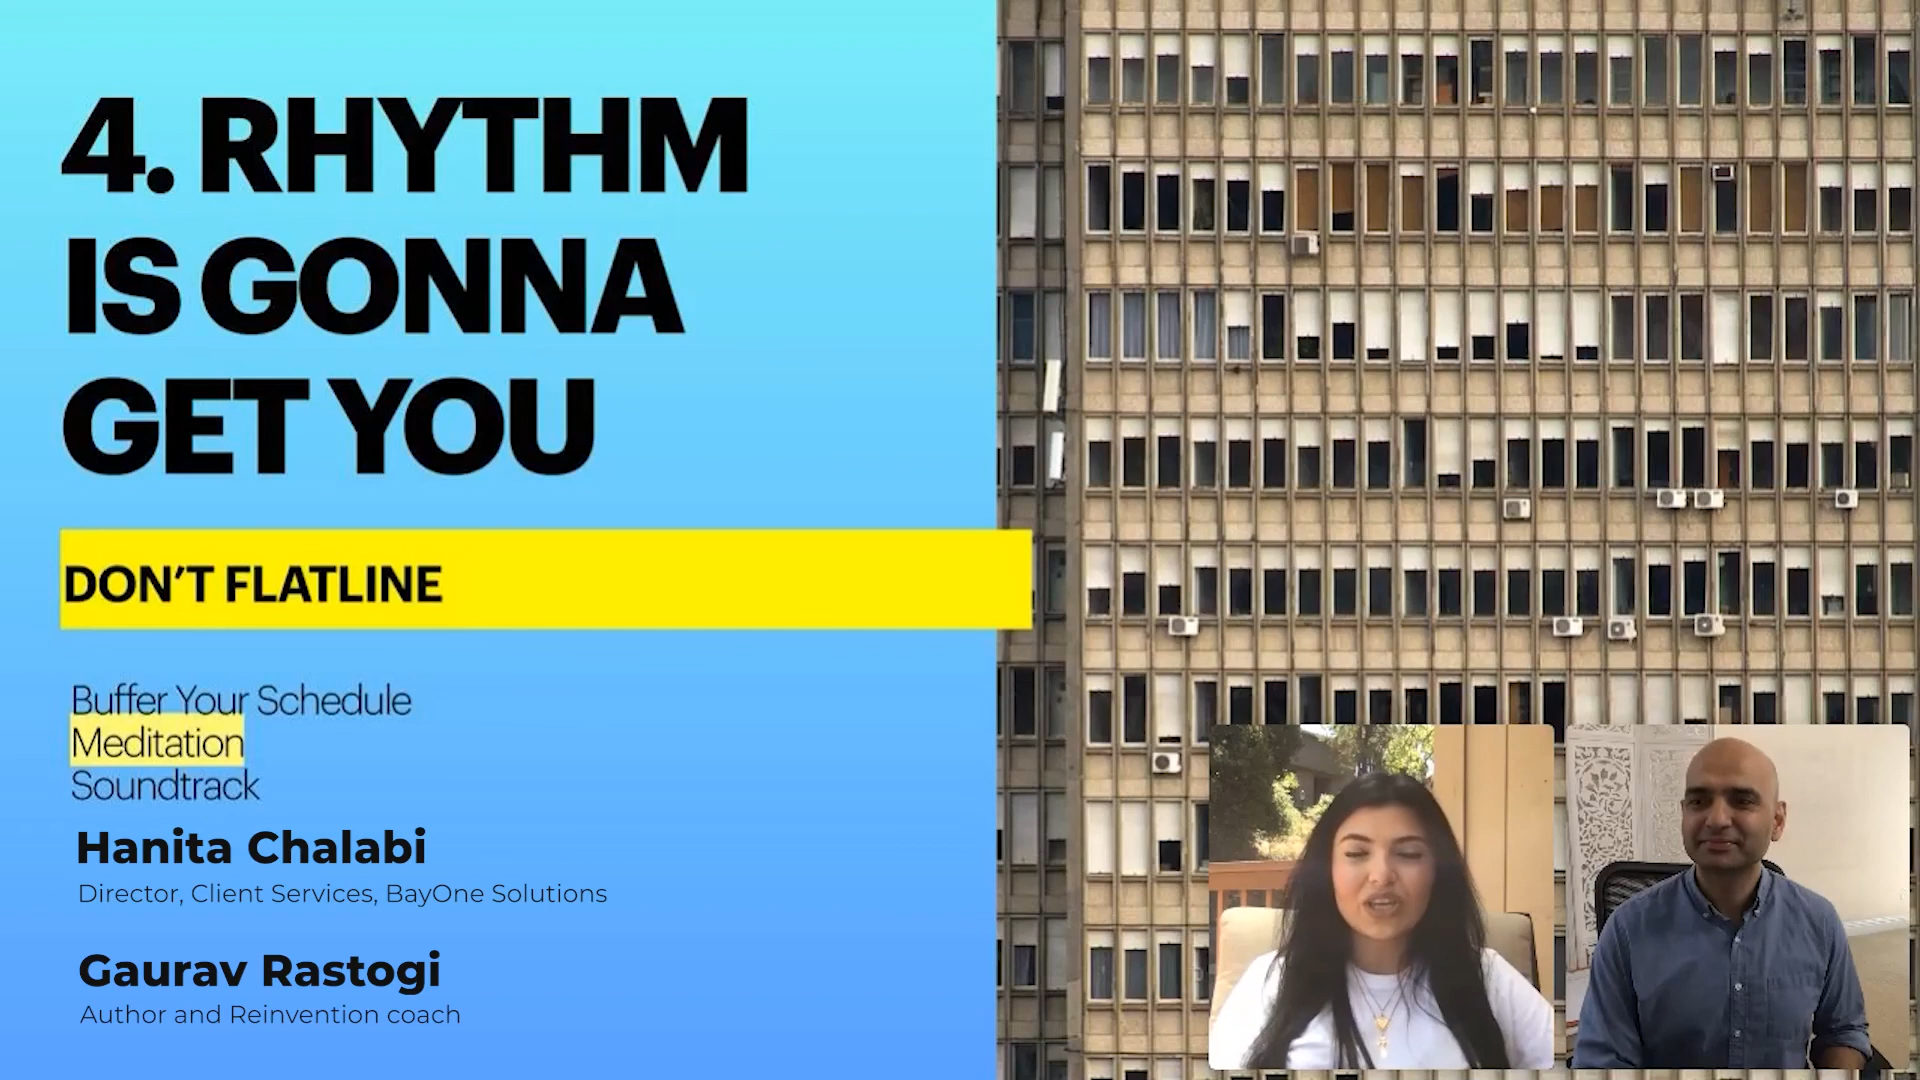 4. RHYTHM
IS GONNA
GET YOU
DON'T FLATLINE
Buffer Your Schedule
Meditation
Soundtrack
Hanita Chalabi
Director, Client Services, BayOne Solutions
Gaurav Rastogi
Author and Reinvention coach